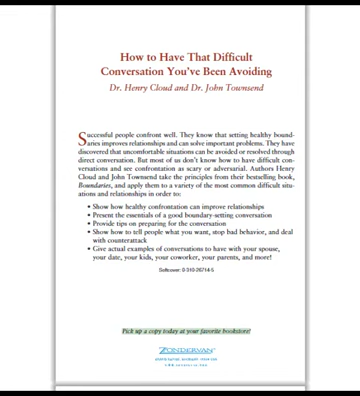 How to Have That Difficult
Conversation You've Been Avoiding
Dr. Henry Cloud and Dr. John Townsend
Successful people confront well. They know that setting healthy bound-
aries improves relationships and can solve important problems. They have
discovered that uncomfortable situations can be avoided or resolved through
direct conversation. But most of us don't know how to have difficult con-
versations and see confrontation as scary or adversarial. Authors Henry
Cloud and John Townsend take the principles from their bestselling book,
Boundaries, and apply them to a variety of the most common difficult situ-
ations and relationships in order to:
• Show how healthy confrontation can improve relationships
• Present the essentials of a good boundary-setting conversation
• Provide tips on preparing for the conversation
• Show how to tell people what you want, stop bad behavior, and deal
with counterattack
• Give actual examples of conversations to have with your spouse,
your date, your kids, your coworker, your parents, and more!
Softcover: 0-310-26714-5
Pick up a copy today at your favorite bookstore!
ZONDERVAN